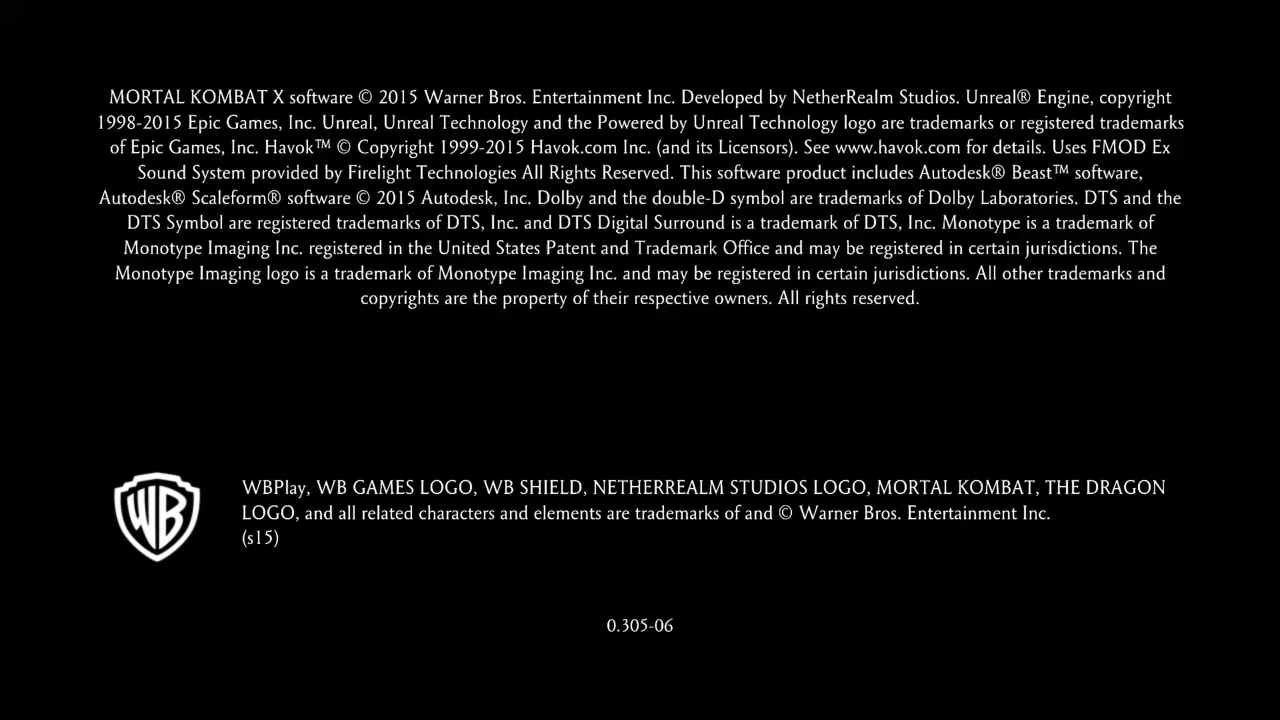 MORTAL KOMBAT X software © 2015 Warner Bros. Entertainment Inc. Developed by NetherRealm Studios. Unreal® Engine, copyright
1998-2015 Epic Games, Inc. Unreal, Unreal Technology and the Powered by Unreal Technology logo are trademarks or registered trademarks
of Epic Games, Inc. Havok™ © Copyright 1999-2015 Havok.com Inc. (and its Licensors). See www.havok.com for details. Uses FMOD Ex
Sound System provided by Firelight Technologies All Rights Reserved. This software product includes Autodesk® Beast™ software,
Autodesk® Scaleform® software © 2015 Autodesk, Inc. Dolby and the double-D symbol are trademarks of Dolby Laboratories. DTS and the
DTS Symbol are registered trademarks of DTS, Inc. and DTS Digital Surround is a trademark of DTS, Inc. Monotype is a trademark of
Monotype Imaging Inc. registered in the United States Patent and Trademark Office and may be registered in certain jurisdictions. The
Monotype Imaging logo is a trademark of Monotype Imaging Inc. and may be registered in certain jurisdictions. All other trademarks and
copyrights are the property of their respective owners. All rights reserved.
WB
WBPlay, WB GAMES LOGO, WB SHIELD, NETHERREALM STUDIOS LOGO, MORTAL KOMBAT, THE DRAGON
LOGO, and all related characters and elements are trademarks of and © Warner Bros. Entertainment Inc.
(s15)
0.305-06